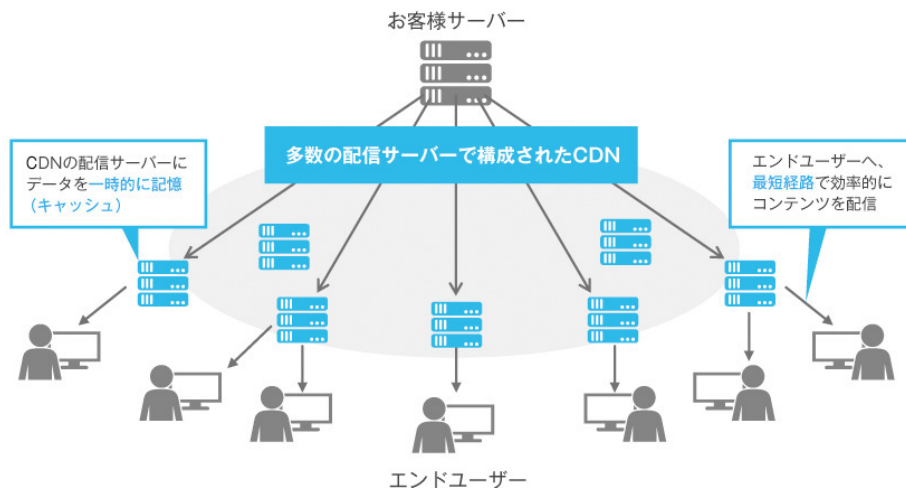 お客様サーバー
多数の配信サーバーで構成されたCDN
CDNの配信サーバーに
データを一時的に記憶
（キャッシュ）
エンドユーザーへ、
最短経路で効率的に
コンテンツを配信
エンドユーザー